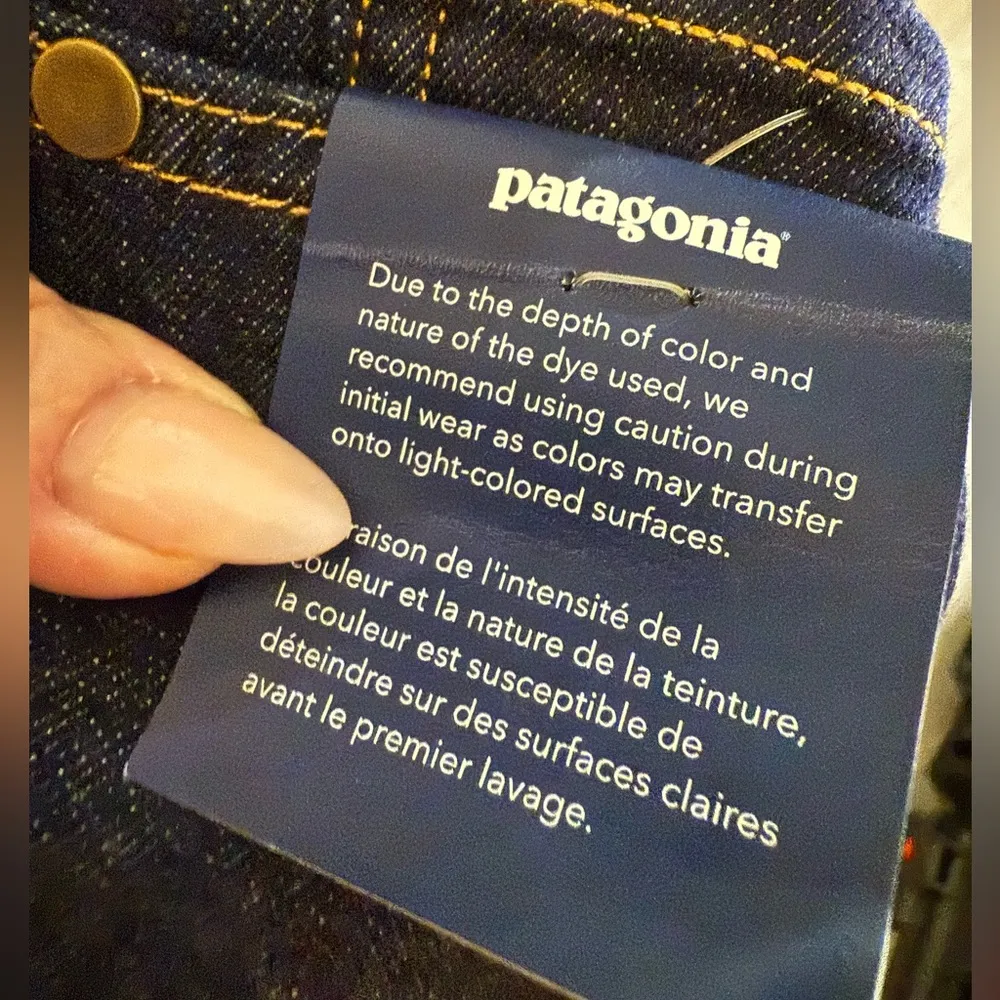 patagonia®
Due to the depth of color and
nature of the dye used, we
recommend using caution during
initial wear as colors may transfer
onto light-colored surfaces.
raison de l'intensité de la
couleur et la nature de la teinture,
la couleur est susceptible de
déteindre sur des surfaces claires
avant le premier lavage.